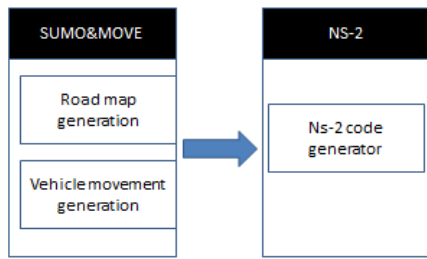 SUMO&MOVE
Road map
generation
Vehicle movement
generation
NS-2
Ns-2 code
generator